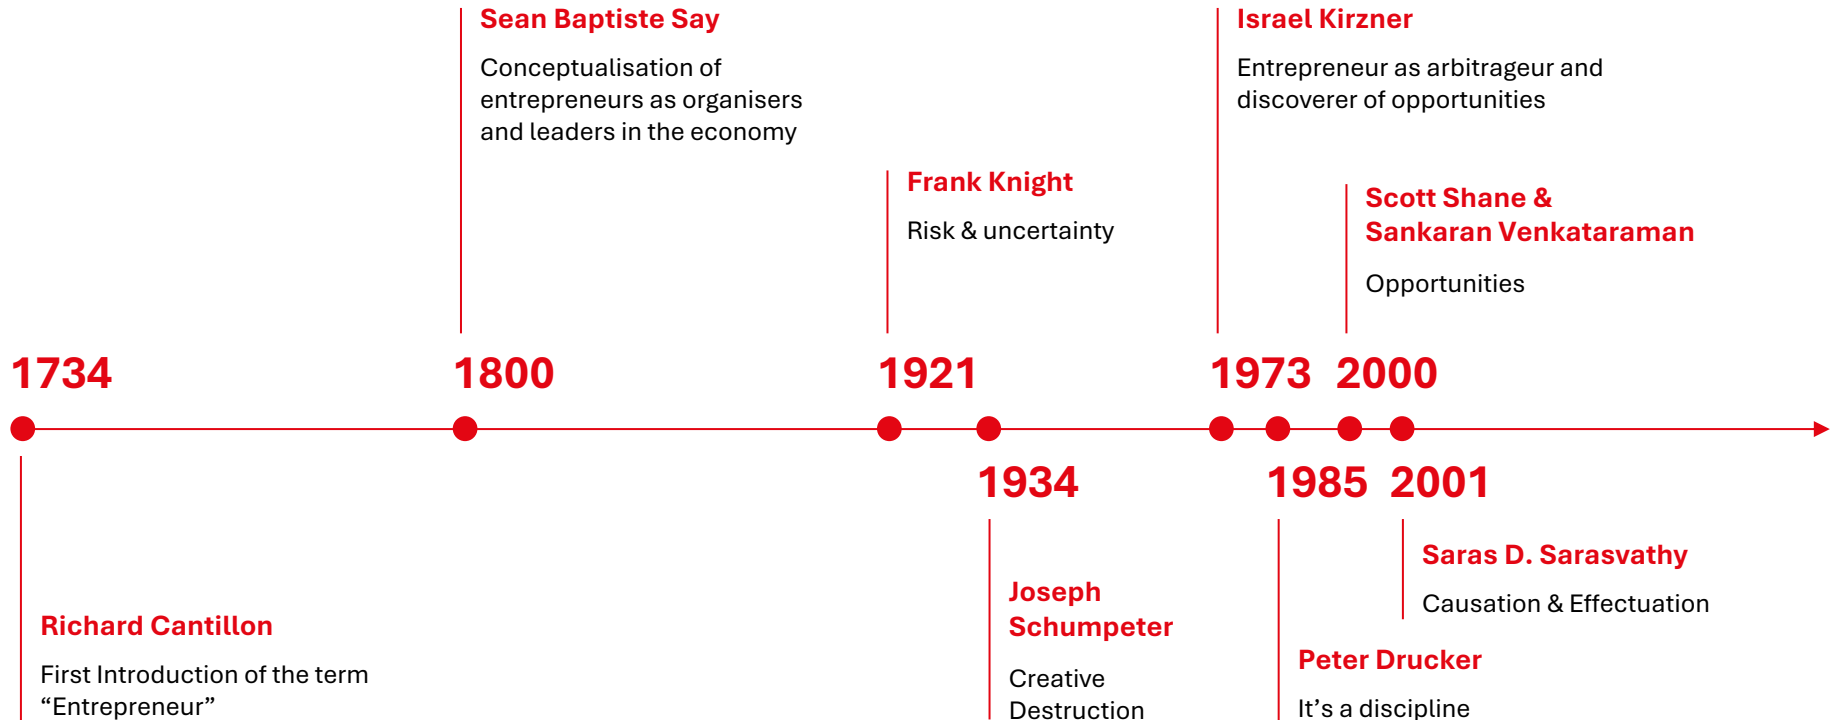 Sean Baptiste Say
Conceptualisation of
entrepreneurs as organisers
and leaders in the economy
Israel Kirzner
Entrepreneur as arbitrageur and
discoverer of opportunities
Frank Knight
Risk & uncertainty
Scott Shane &
Sankaran Venkataraman
Opportunities
1734
1800
1921
1973
2000
1934
1985
2001
Richard Cantillon
First Introduction of the term
“Entrepreneur”
Joseph
Schumpeter
Creative
Destruction
Saras D. Sarasvathy
Causation & Effectuation
Peter Drucker
It’s a discipline